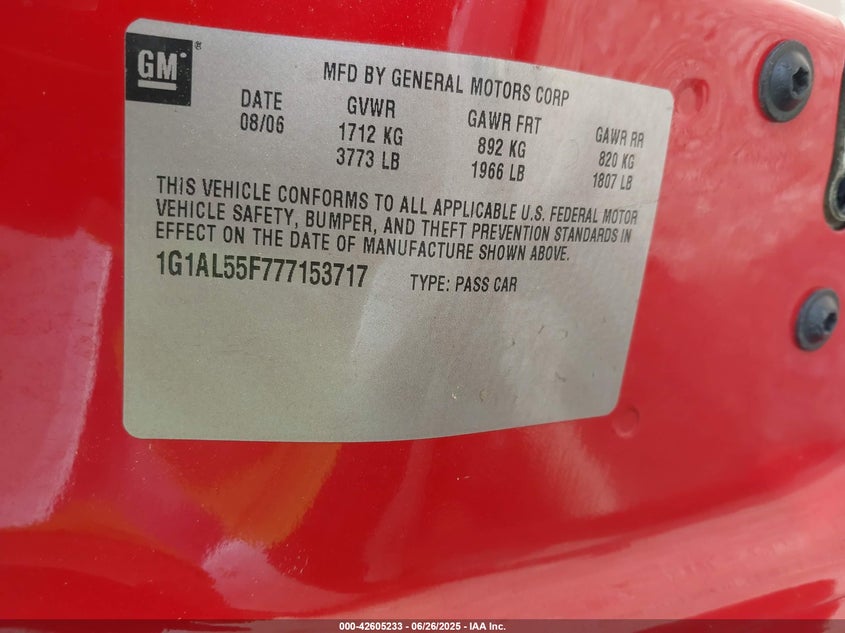 GM®
MFD BY GENERAL MOTORS CORP
DATE GVWR GAWR FRT GAWR RR
08/06 1712 KG 892 KG 820 KG
3773 LB 1966 LB 1807 LB
THIS VEHICLE CONFORMS TO ALL APPLICABLE U.S. FEDERAL MOTOR
VEHICLE SAFETY, BUMPER, AND THEFT PREVENTION STANDARDS IN
EFFECT ON THE DATE OF MANUFACTURE SHOWN ABOVE.
1G1AL55F777153717 TYPE: PASS CAR
000-42605233 - 06/26/2025 - IAA Inc.